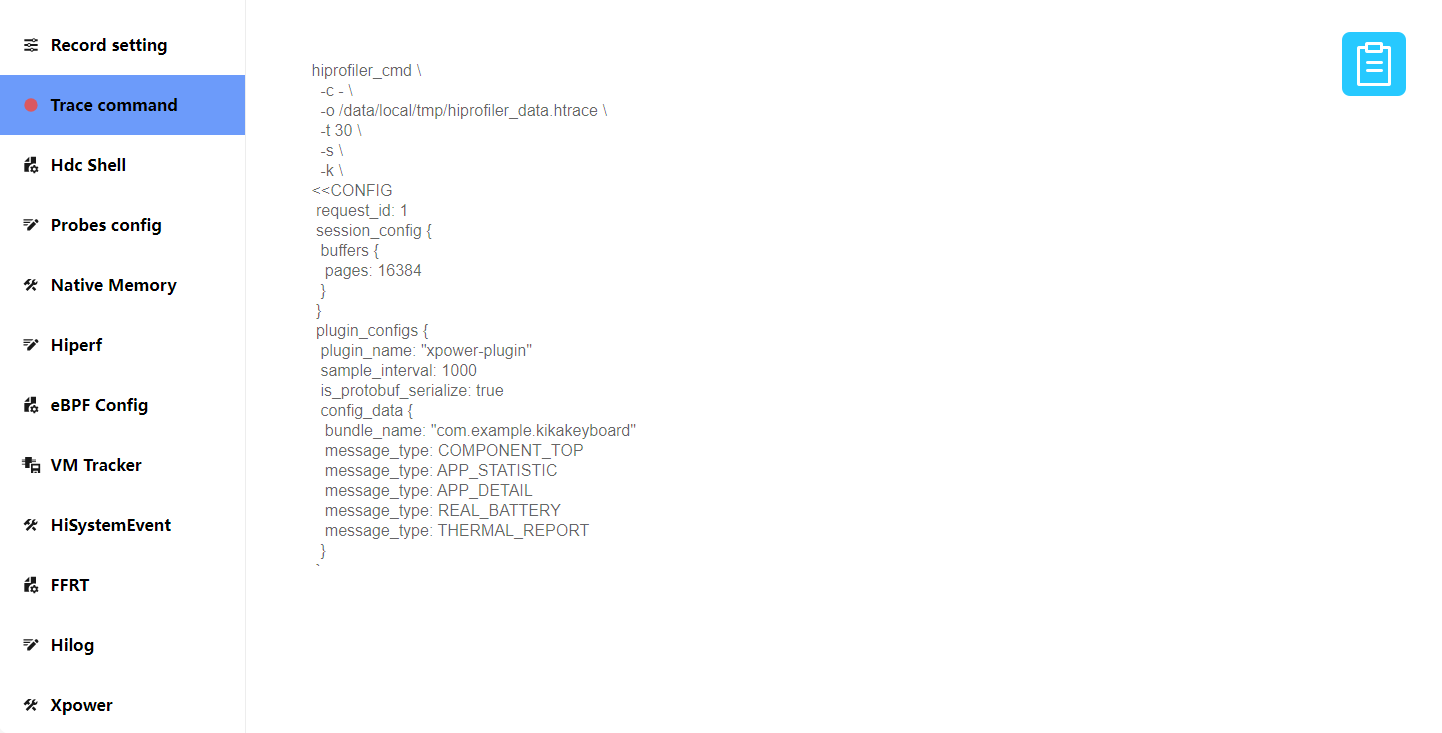 Record setting
Trace command
Hdc Shell
Probes config
Native Memory
Hiperf
eBPF Config
VM Tracker
HiSystemEvent
FFRT
Hilog
Xpower
hiprofiler_cmd \
-c - \
-o /data/local/tmp/hiprofiler_data.htrace \
-t 30 \
-s \
-k \
<<CONFIG
request_id: 1
session_config {
buffers {
pages: 16384
}
}
plugin_configs {
plugin_name: "xpower-plugin"
sample_interval: 1000
is_protobuf_serialize: true
config_data {
bundle_name: "com.example.kikakeyboard"
message_type: COMPONENT_TOP
message_type: APP_STATISTIC
message_type: APP_DETAIL
message_type: REAL_BATTERY
message_type: THERMAL_REPORT
}